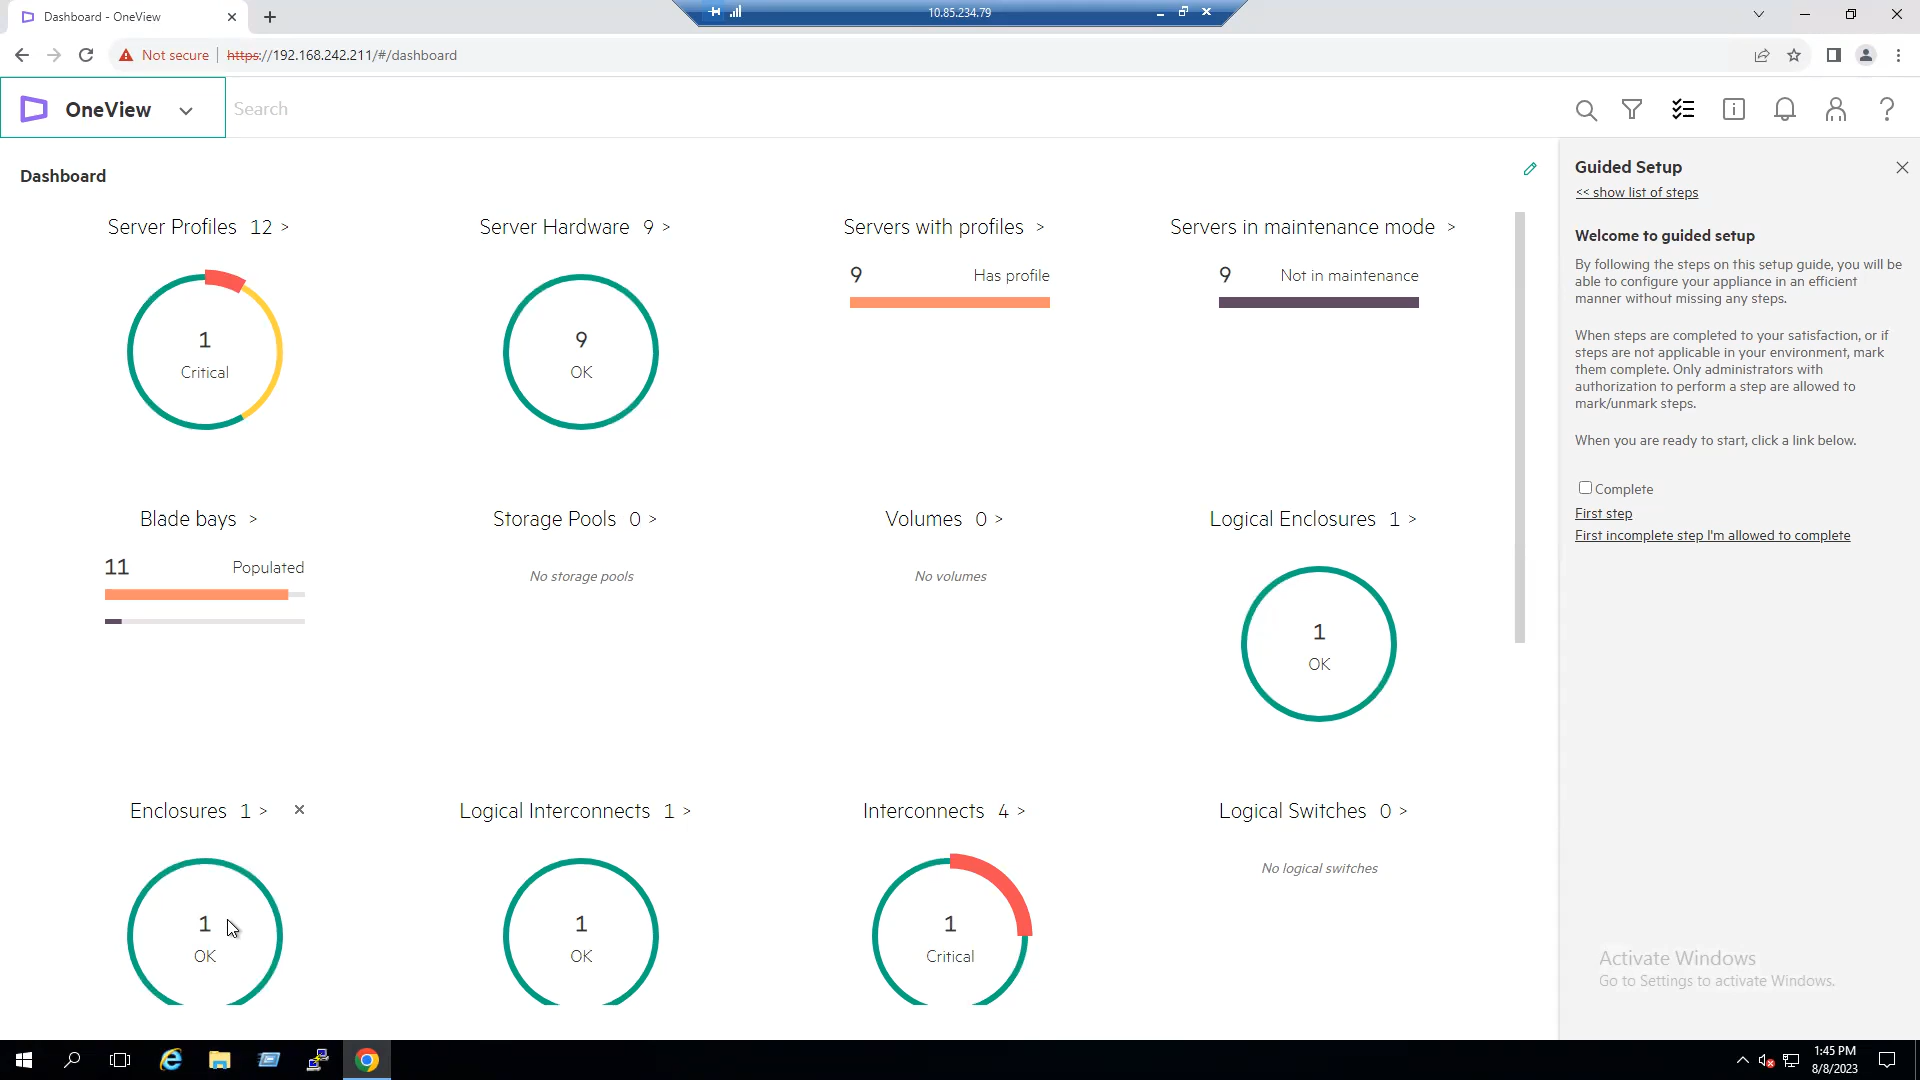 Dashboard - OneView
10.85.234.79
Not secure
https://192.168.242.211/#/dashboard
OneView
Search
Dashboard
Server Profiles 12 >
Server Hardware 9 >
Servers with profiles >
Servers in maintenance mode >
1
Critical
9
OK
9 Has profile
9 Not in maintenance
Blade bays >
Storage Pools 0 >
Volumes 0 >
Logical Enclosures 1 >
11 Populated
No storage pools
No volumes
1
OK
Enclosures 1 >
Logical Interconnects 1 >
Interconnects 4 >
Logical Switches 0 >
1
OK
1
OK
1
Critical
No logical switches
Guided Setup
<< show list of steps
Welcome to guided setup
By following the steps on this setup guide, you will be
able to configure your appliance in an efficient
manner without missing any steps.
When steps are completed to your satisfaction, or if
steps are not applicable in your environment, mark
them complete. Only administrators with
authorization to perform a step are allowed to
mark/unmark steps.
When you are ready to start, click a link below.
Complete
First step
First incomplete step I'm allowed to complete
Activate Windows
Go to Settings to activate Windows.
1:45 PM
8/8/2023